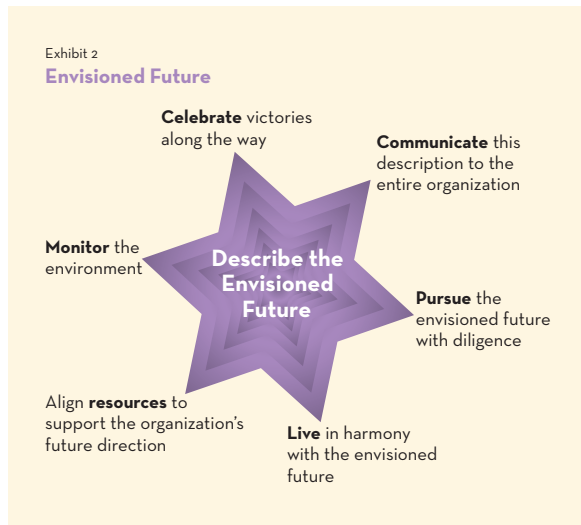 Exhibit 2
Envisioned Future
Celebrate victories
along the way
Communicate this
description to the
entire organization
Monitor the
environment
Describe the
Envisioned
Future
Pursue the
envisioned future
with diligence
Align resources to
support the organization's
future direction
Live in harmony
with the envisioned
future